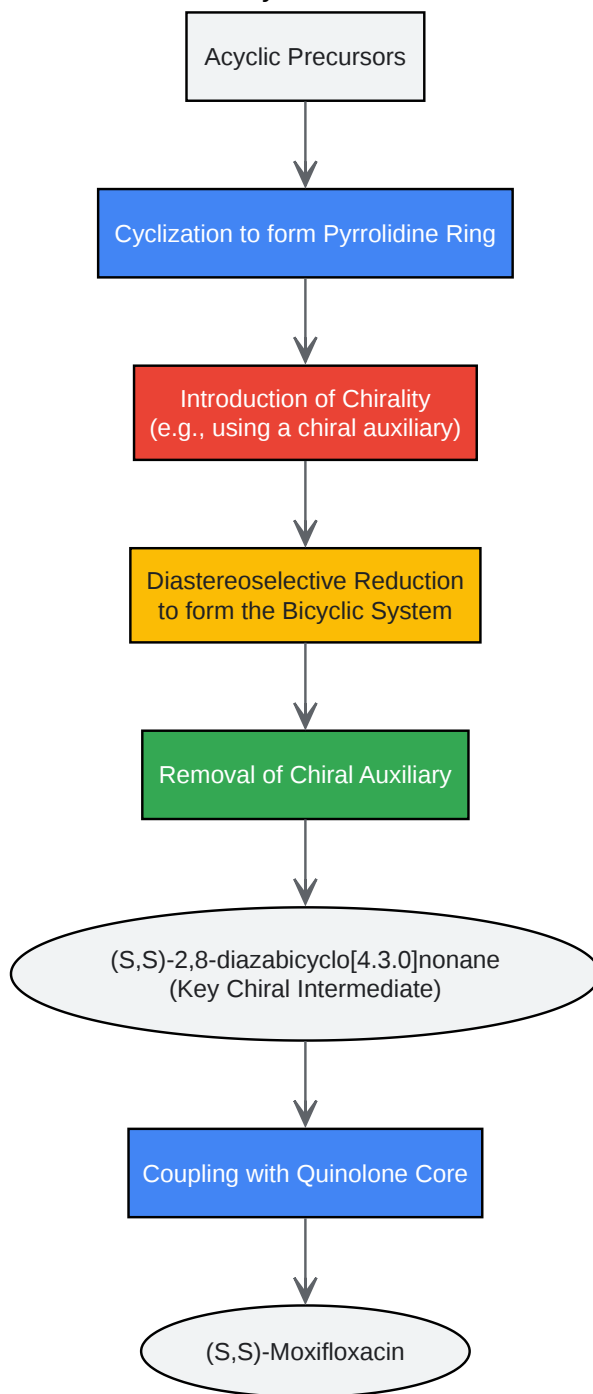 Acyclic Precursors
Cyclization to form Pyrrolidine Ring
Introduction of Chirality
(e.g., using a chiral auxiliary)
Diastereoselective Reduction
to form the Bicyclic System
Removal of Chiral Auxiliary
(S,S)-2,8-diazabicyclo[4.3.0]nonane
(Key Chiral Intermediate)
Coupling with Quinolone Core
(S,S)-Moxifloxacin